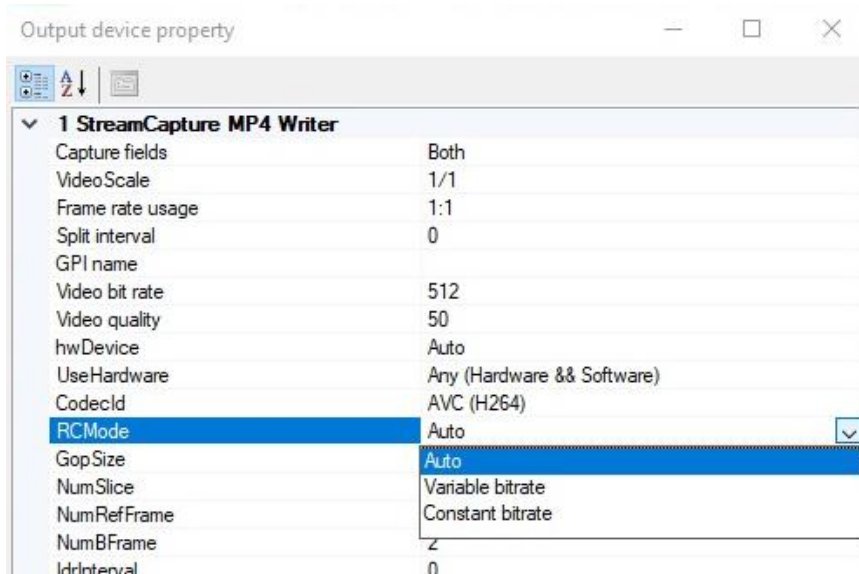 Output device property
1 StreamCapture MP4 Writer
Capture fields Both
VideoScale 1/1
Frame rate usage 1:1
Split interval 0
GPI name
Video bit rate 512
Video quality 50
hwDevice Auto
UseHardware Any (Hardware && Software)
CodecId AVC (H264)
RCMode Auto
GopSize Auto
NumSlice Variable bitrate
NumRefFrame Constant bitrate
NumBFrame 2
IdrInterval 0